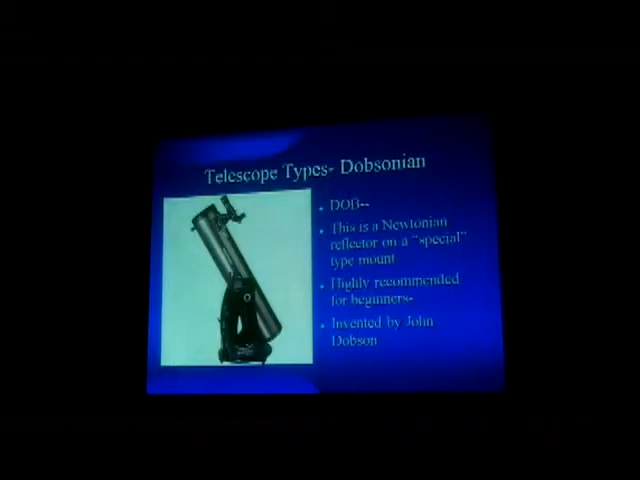 Telescope Types- Dobsonian
DOB--
This is a Newtonian
reflector on a "special"
type mount
Highly recommended
for beginners-
Invented by John
Dobson